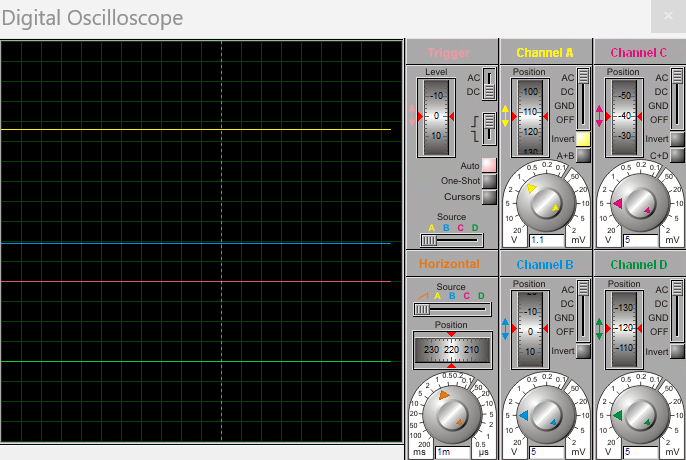 Digital Oscilloscope
Trigger
Level
-10
0
10
AC
DC
Auto
One-Shot
Cursors
Source
A B C D
Channel A
Position
-100
-110
-120
130
AC
DC
GND
OFF
Invert
A+B
20 10 5 2 1 0.5 0.2 0.1 50 20 10 5 2
V 1.1 mV
Channel C
Position
-50
-40
-30
AC
DC
GND
OFF
Invert
C+D
20 10 5 2 1 0.5 0.2 0.1 50 20 10 5 2
V 5 mV
Horizontal
Source
A B C D
Position
230 220 210
200 100 50 20 10 5 2 1 0.5 0.2 0.1 50 20 10 5 2 1 0.5
ms 1m µs
Channel B
Position
-10
0
10
AC
DC
GND
OFF
Invert
20 10 5 2 1 0.5 0.2 0.1 50 20 10 5 2
V 5 mV
Channel D
Position
-130
-120
-110
AC
DC
GND
OFF
Invert
20 10 5 2 1 0.5 0.2 0.1 50 20 10 5 2
V 5 mV